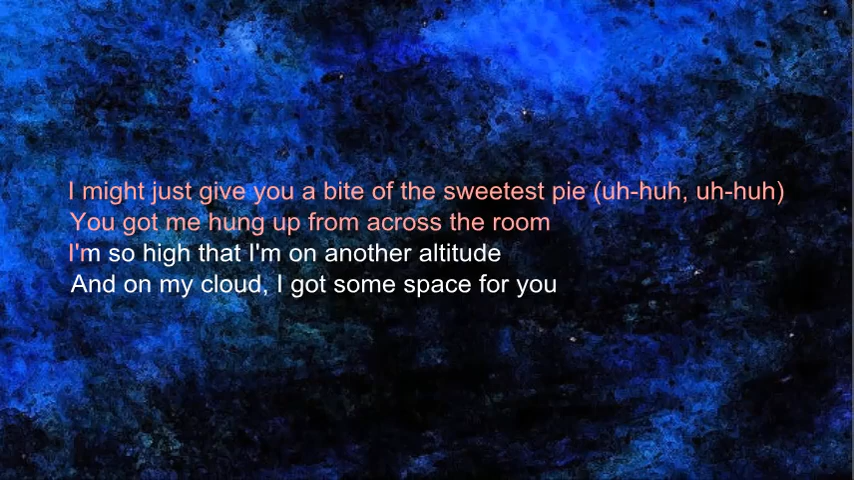 I might just give you a bite of the sweetest pie (uh-huh, uh-huh)
You got me hung up from across the room
I'm so high that I'm on another altitude
And on my cloud, I got some space for you